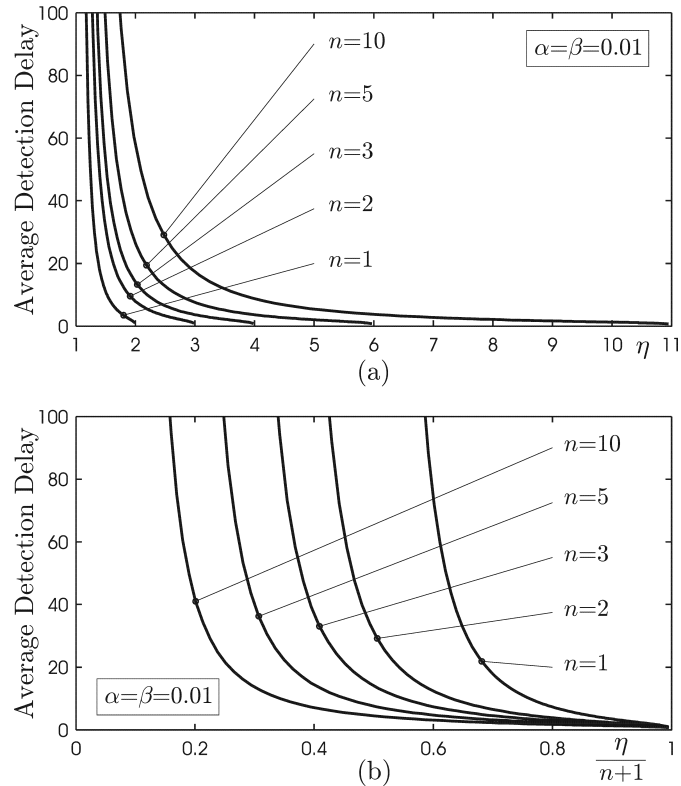 Average Detection Delay
100
80
60
40
20
0
n=10
n=5
n=3
n=2
n=1
α=β=0.01
1 2 3 4 5 6 7 8 9 10 η 11
(a)
Average Detection Delay
100
80
60
40
20
0
n=10
n=5
n=3
n=2
n=1
α=β=0.01
0 0.2 0.4 0.6 0.8 1
η
n+1
(b)